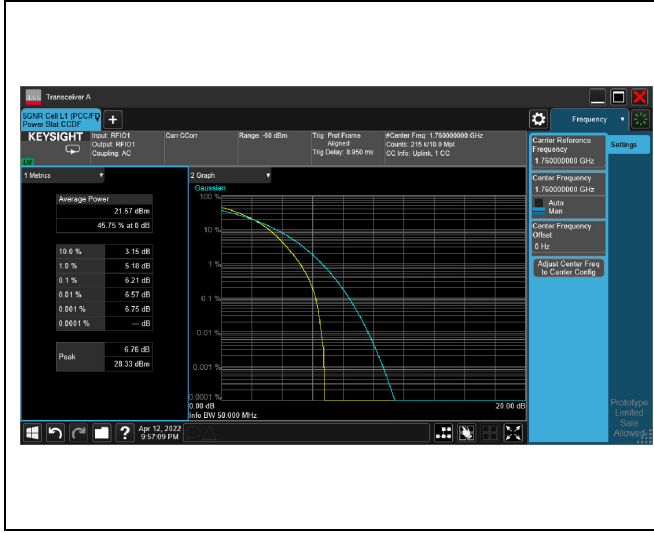 Transceiver A
5GNR Cell L1 (PCC/FD
Power Stat CCDF
Frequency
KEYSIGHT
Input: RFIO1
Output: RFIO1
Coupling: AC
Carr CCorr
Range: -60 dBm
Trig: Prot Frame
Aligned
Trig Delay: 8.950 ms
#Center Freq: 1.760000000 GHz
Counts: 215 k/10.0 Mpt
CC Info: Uplink, 1 CC
1 Metrics
Average Power
21.57 dBm
45.75 % at 0 dB
10.0 % 3.15 dB
1.0 % 5.18 dB
0.1 % 6.21 dB
0.01 % 6.57 dB
0.001 % 6.75 dB
0.0001 % --- dB
Peak
6.76 dB
28.33 dBm
2 Graph
Gaussian
100 %
10 %
1 %
0.1 %
0.01 %
0.001 %
0.0001 %
0.00 dB
20.00 dB
Info BW 50.000 MHz
Carrier Reference
Frequency
1.760000000 GHz
Settings
Center Frequency
1.760000000 GHz
Auto
Man
Center Frequency
Offset
0 Hz
Adjust Center Freq
to Carrier Config
Prototype
Limited
Sale
Allowed
?
Apr 12, 2022
9:57:09 PM